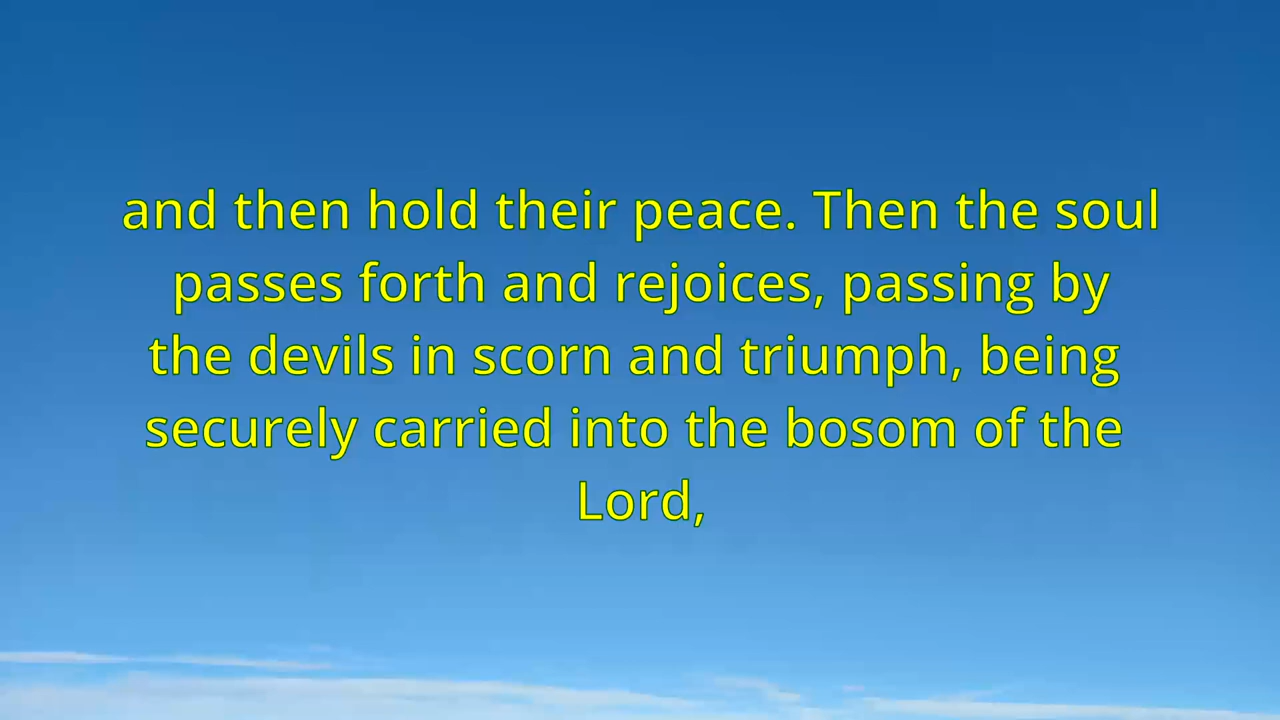 and then hold their peace. Then the soul
passes forth and rejoices, passing by
the devils in scorn and triumph, being
securely carried into the bosom of the
Lord,